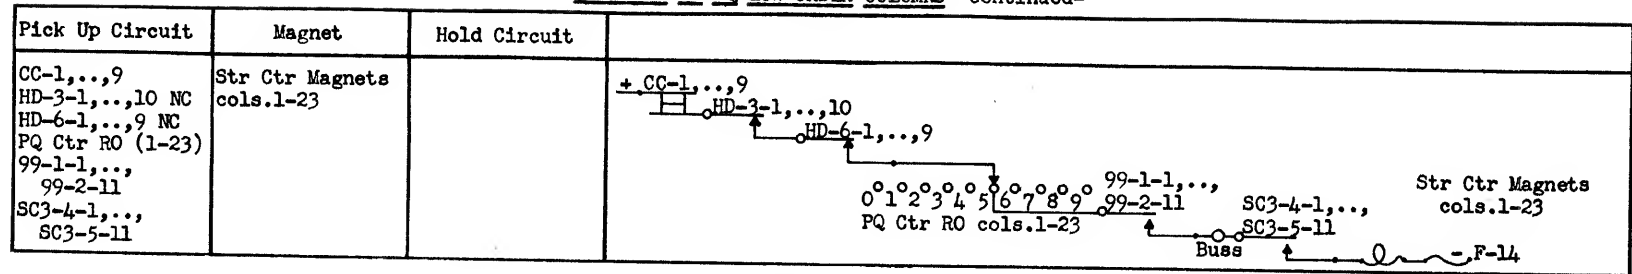 -Continued-
Pick Up Circuit
Magnet
Hold Circuit
CC-1,..,9
HD-3-1,..,10 NC
HD-6-1,..,9 NC
PQ Ctr RO (1-23)
99-1-1,..,
99-2-11
SC3-4-1,..,
SC3-5-11
Str Ctr Magnets
cols.1-23
+ CC-1,..,9
HD-3-1,..,10
HD-6-1,..,9
0 1 2 3 4 5 6 7 8 9
PQ Ctr RO cols.1-23
99-1-1,..,
99-2-11
Buss
SC3-4-1,..,
SC3-5-11
Str Ctr Magnets
cols.1-23
-,F-14